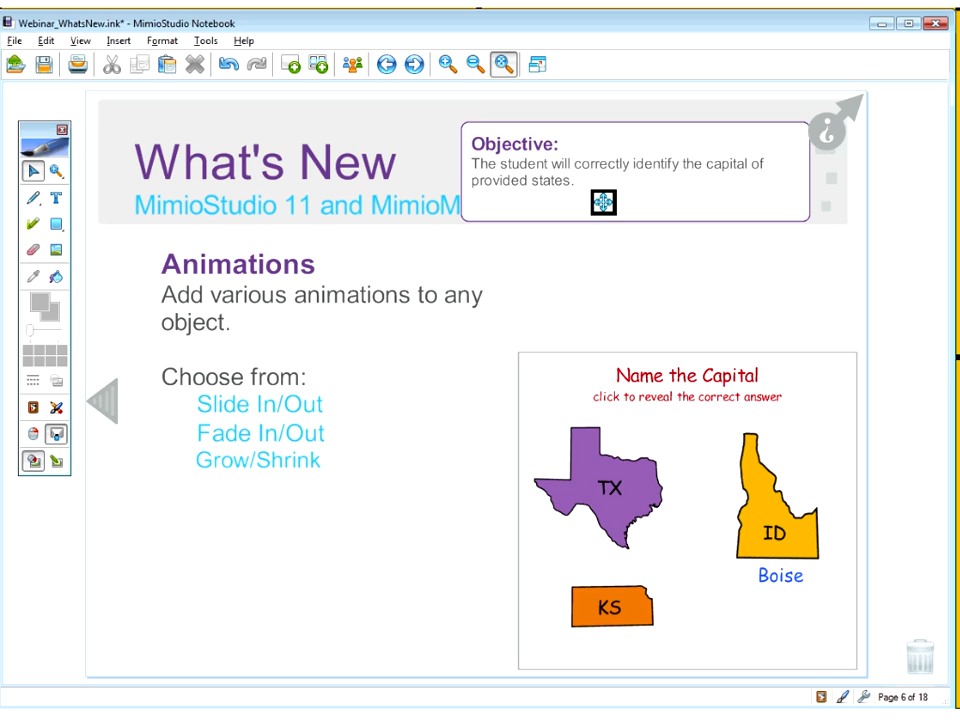 Webinar_WhatsNew.ink* - MimioStudio Notebook
File Edit View Insert Format Tools Help
What's New
MimioStudio 11 and MimioM
Objective:
The student will correctly identify the capital of
provided states.
Animations
Add various animations to any
object.
Choose from:
Slide In/Out
Fade In/Out
Grow/Shrink
Name the Capital
click to reveal the correct answer
TX
ID
Boise
KS
Page 6 of 18